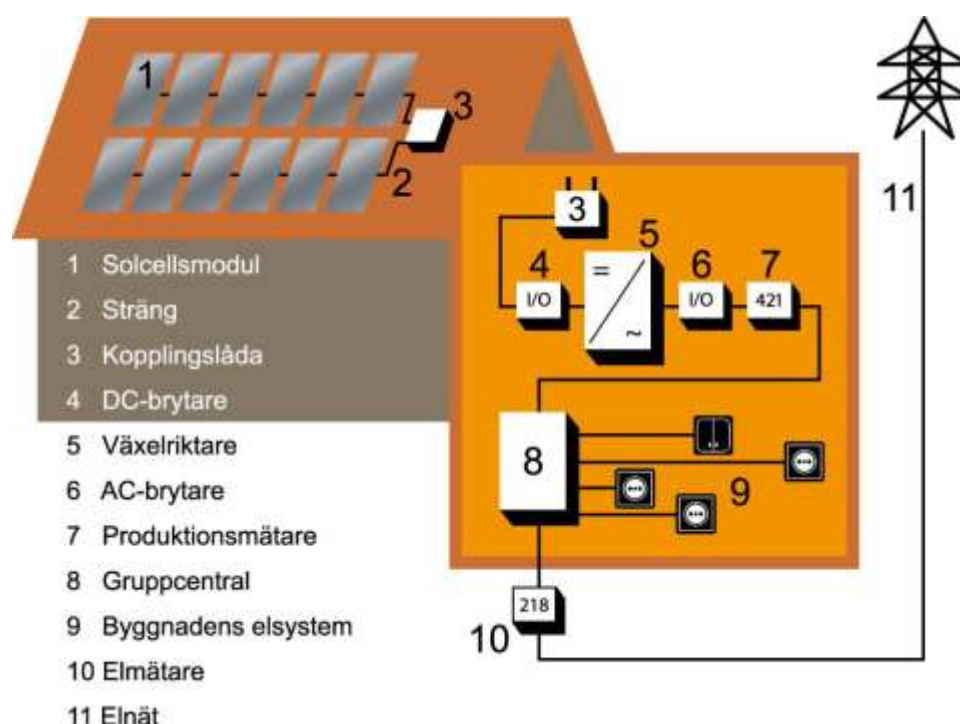 1
3
2
11
3
4
5
6
7
I/O
=
~
I/O
421
8
9
218
10
1 Solcellsmodul
2 Sträng
3 Kopplingslåda
4 DC-brytare
5 Växelriktare
6 AC-brytare
7 Produktionsmätare
8 Gruppcentral
9 Byggnadens elsystem
10 Elmätare
11 Elnät